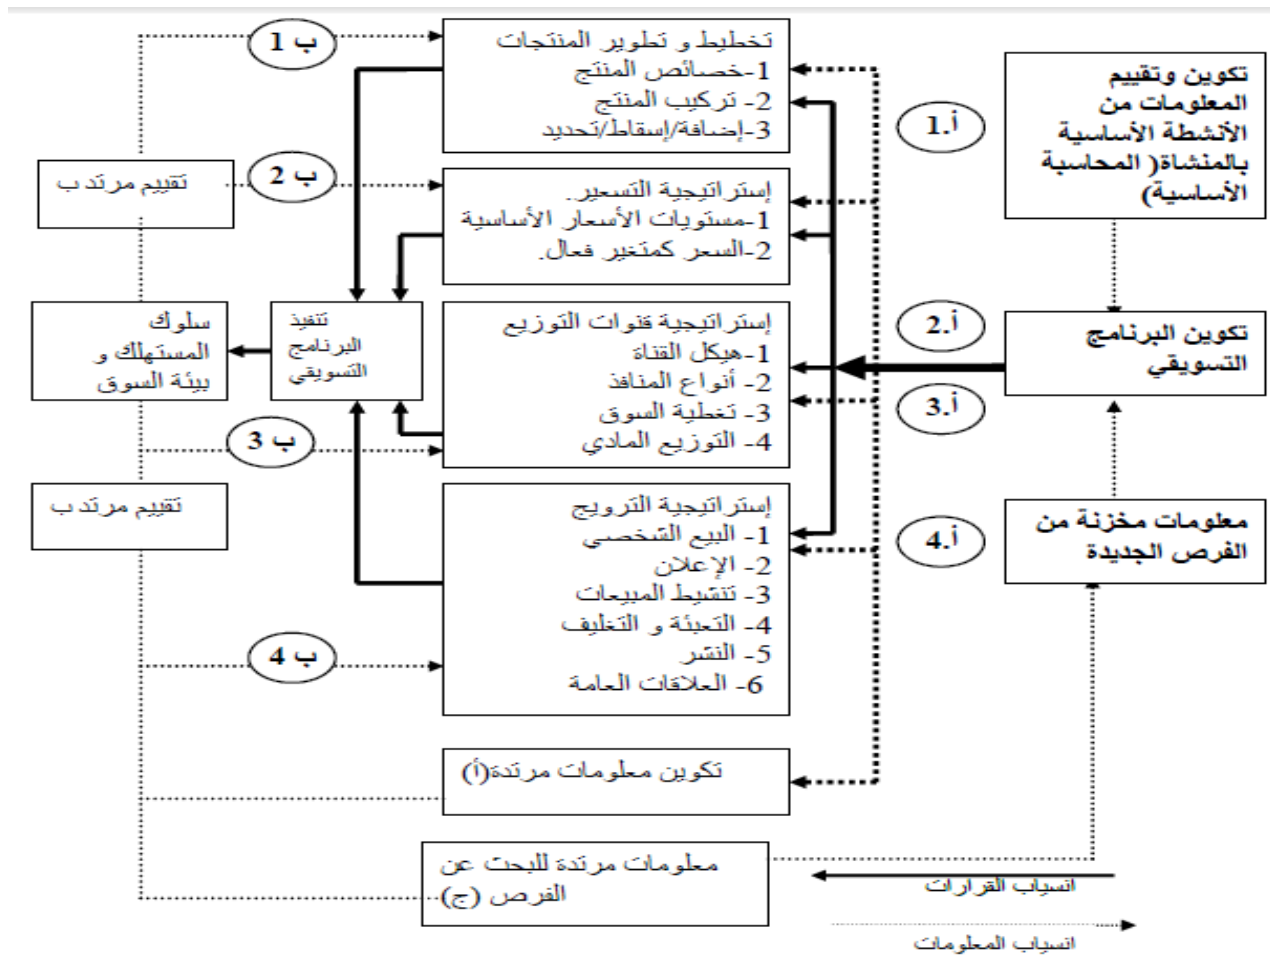 تكوين وتقييم
المعلومات من
الأنشطة الأساسية
بالمنشاة( المحاسبة
الأساسية)
تكوين البرنامج
التسويقي
معلومات مخزنة من
الفرص الجديدة
أ.1
أ.2
أ.3
أ.4
تخطيط و تطوير المنتجات
1-خصائص المنتج
2- تركيب المنتج
3-إضافة/إسقاط/تحديد
إستراتيجية التسعير.
1-مستويات الأسعار الأساسية
2-السعر كمتغير فعال.
إستراتيجية قنوات التوزيع
1-هيكل القناة
2- أنواع المنافذ
3- تغطية السوق
4- التوزيع المادي
إستراتيجية الترويج
1- البيع الشخصي
2- الإعلان
3- تنشيط المبيعات
4- التعبئة و التغليف
5- النشر
6- العلاقات العامة
تكوين معلومات مرتدة(أ)
معلومات مرتدة للبحث عن
الفرص (ج)
ب 1
ب 2
ب 3
ب 4
تنفيذ
البرنامج
التسويقي
تقييم مرتد ب
سلوك
المستهلك و
بيئة السوق
تقييم مرتد ب
انسياب القرارات
انسياب المعلومات